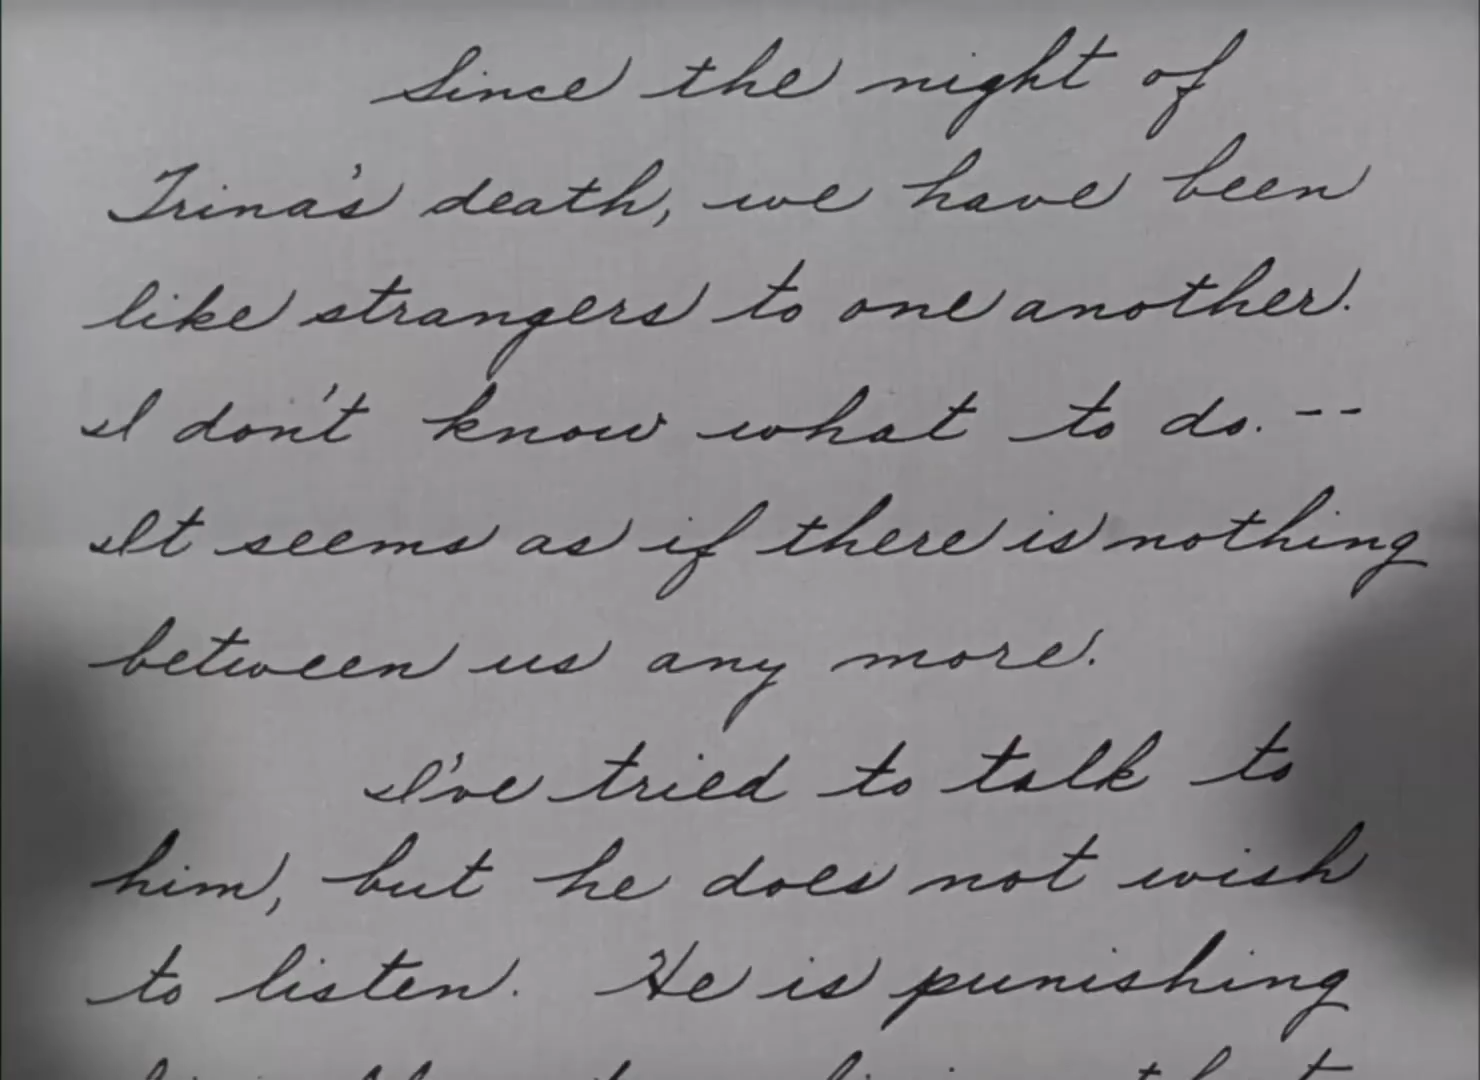 Since the night of
Trina's death, we have been
like strangers to one another.
I don't know what to do. --
It seems as if there is nothing
between us any more.
I've tried to talk to
him, but he does not wish
to listen. He is punishing